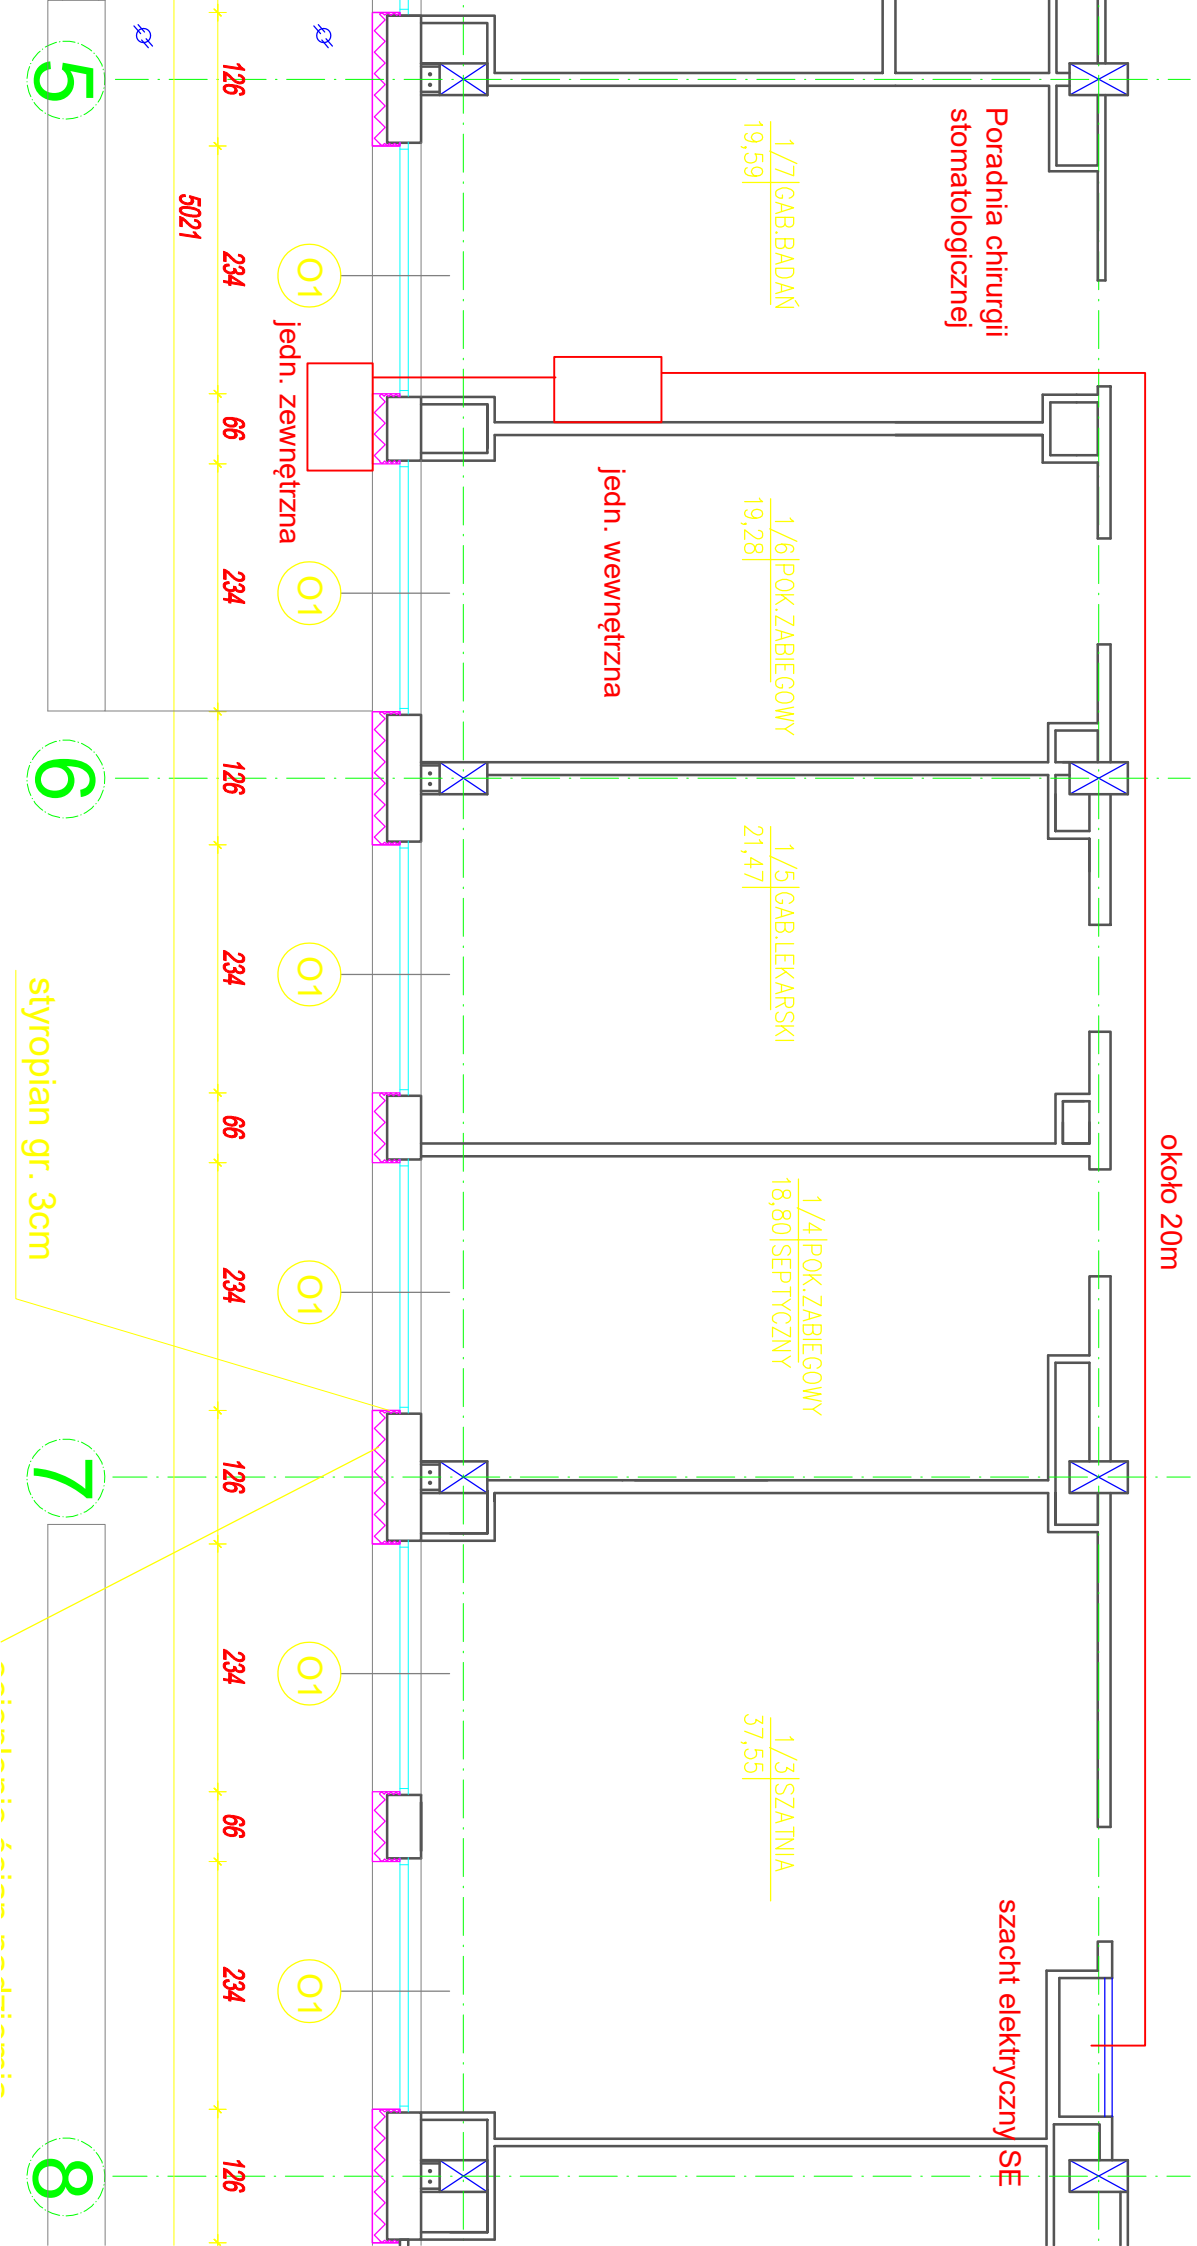 Poradnia chirurgii
stomatologicznej
około 20m
szacht elektryczny SE
1/7 GAB.BADAŃ
19,59
1/6 POK.ZABIEGOWY
19,28
1/5 GAB.LEKARSKI
21,47
1/4 POK.ZABIEGOWY
18,80 SEPTYCZNY
1/3 SZATNIA
37,55
jedn. wewnętrzna
jedn. zewnętrzna
O1
O1
O1
O1
O1
O1
126
234
66
234
126
234
66
234
126
234
66
234
126
5021
5
6
7
8
styropian gr. 3cm